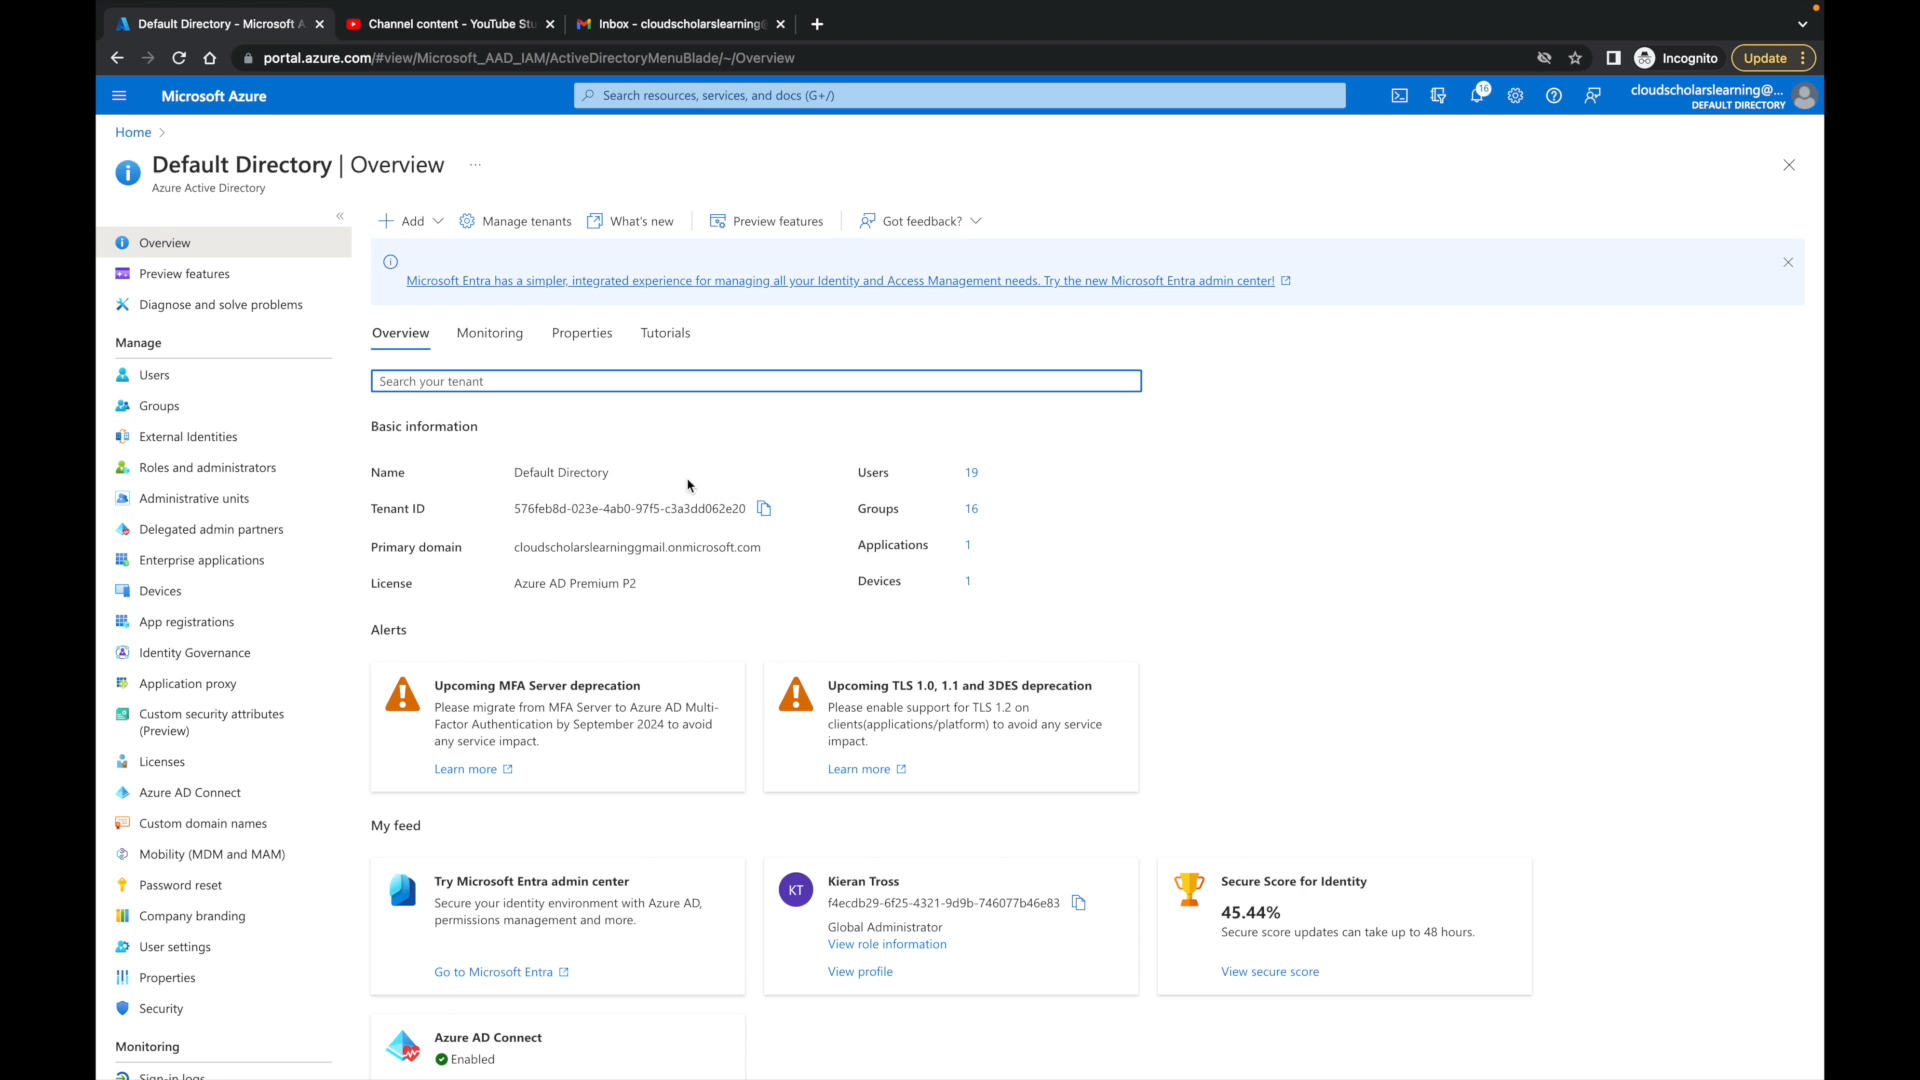 Default Directory - Microsoft A
Channel content - YouTube Stu
Inbox - cloudscholarslearning@
portal.azure.com/#view/Microsoft_AAD_IAM/ActiveDirectoryMenuBlade/~/Overview
Incognito
Update
Microsoft Azure
Search resources, services, and docs (G+/)
16
cloudscholarslearning@...
DEFAULT DIRECTORY
Home
Default Directory | Overview
...
Azure Active Directory
Add
Manage tenants
What's new
Preview features
Got feedback?
Overview
Preview features
Diagnose and solve problems
Manage
Users
Groups
External Identities
Roles and administrators
Administrative units
Delegated admin partners
Enterprise applications
Devices
App registrations
Identity Governance
Application proxy
Custom security attributes
(Preview)
Licenses
Azure AD Connect
Custom domain names
Mobility (MDM and MAM)
Password reset
Company branding
User settings
Properties
Security
Monitoring
Sign-in logs
Microsoft Entra has a simpler, integrated experience for managing all your Identity and Access Management needs. Try the new Microsoft Entra admin center!
Overview
Monitoring
Properties
Tutorials
Search your tenant
Basic information
Name
Default Directory
Users
19
Tenant ID
576feb8d-023e-4ab0-97f5-c3a3dd062e20
Groups
16
Primary domain
cloudscholarslearninggmail.onmicrosoft.com
Applications
1
License
Azure AD Premium P2
Devices
1
Alerts
Upcoming MFA Server deprecation
Please migrate from MFA Server to Azure AD Multi-
Factor Authentication by September 2024 to avoid
any service impact.
Learn more
Upcoming TLS 1.0, 1.1 and 3DES deprecation
Please enable support for TLS 1.2 on
clients(applications/platform) to avoid any service
impact.
Learn more
My feed
Try Microsoft Entra admin center
Secure your identity environment with Azure AD,
permissions management and more.
Go to Microsoft Entra
KT
Kieran Tross
f4ecdb29-6f25-4321-9d9b-746077b46e83
Global Administrator
View role information
View profile
Secure Score for Identity
45.44%
Secure score updates can take up to 48 hours.
View secure score
Azure AD Connect
Enabled